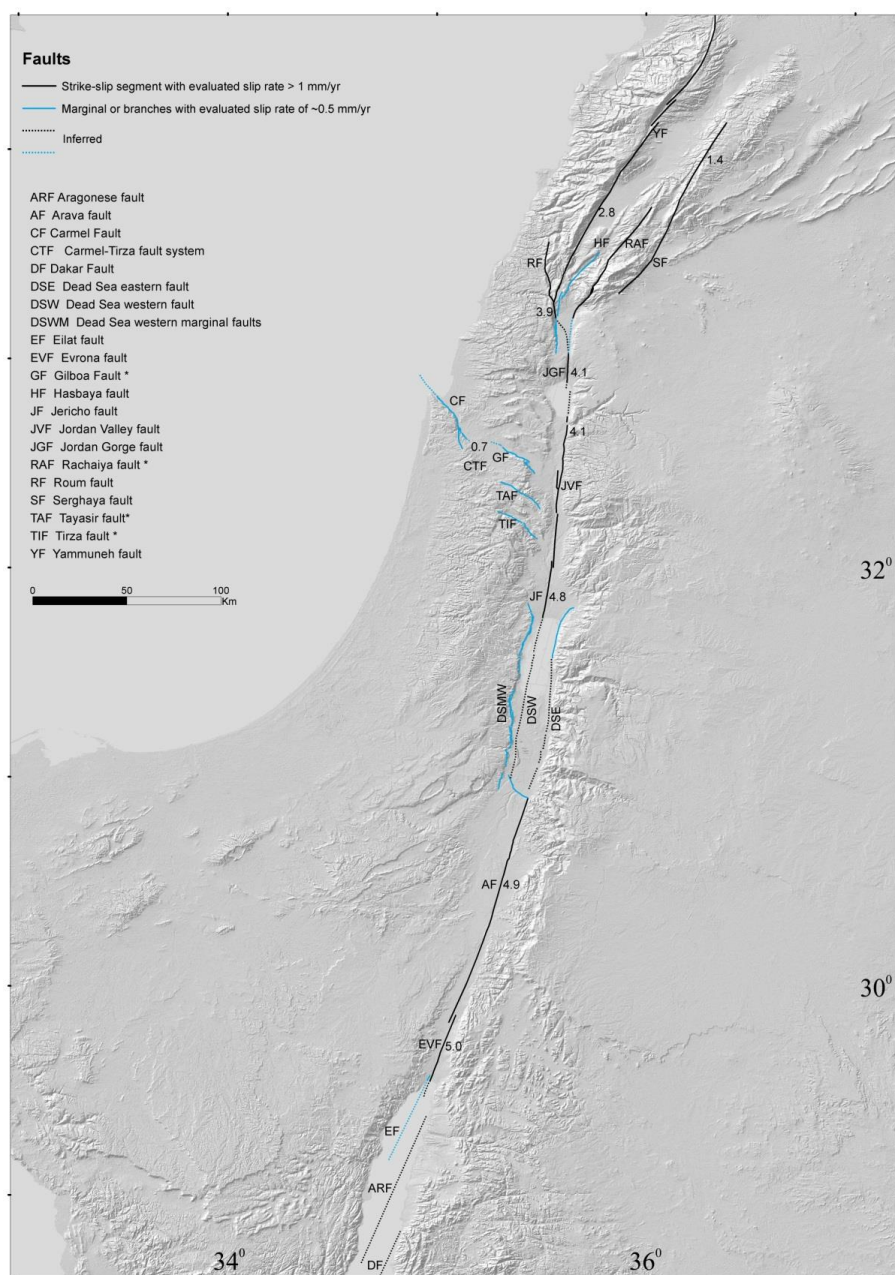 Faults
Strike-slip segment with evaluated slip rate > 1 mm/yr
Marginal or branches with evaluated slip rate of ~0.5 mm/yr
Inferred
ARF Aragonese fault
AF Arava fault
CF Carmel Fault
CTF Carmel-Tirza fault system
DF Dakar Fault
DSE Dead Sea eastern fault
DSW Dead Sea western fault
DSWM Dead Sea western marginal faults
EF Eilat fault
EVF Evrona fault
GF Gilboa Fault *
HF Hasbaya fault
JF Jericho fault
JVF Jordan Valley fault
JGF Jordan Gorge fault
RAF Rachaiya fault *
RF Roum fault
SF Serghaya fault
TAF Tayasir fault*
TIF Tirza fault *
YF Yammuneh fault
0 50 100
Km
YF
1.4
2.8
HF
RAF
RF
SF
3.9
JGF 4.1
CF
4.1
0.7
GF
CTF
JVF
TAF
TIF
32⁰
JF 4.8
DSMW
DSW
DSE
AF 4.9
30⁰
EVF 5.0
EF
ARF
34⁰
36⁰
DF